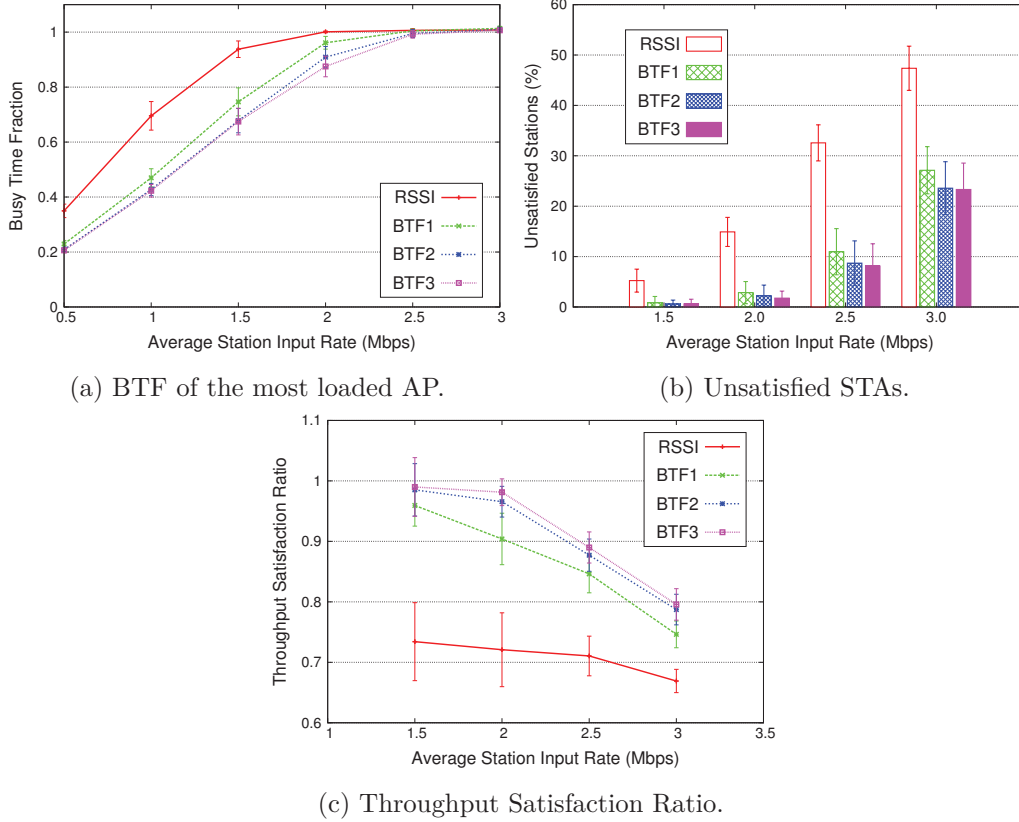 Busy Time Fraction
1
0.8
0.6
0.4
0.2
0
0.5 1 1.5 2 2.5 3
Average Station Input Rate (Mbps)
RSSI
BTF1
BTF2
BTF3
(a) BTF of the most loaded AP.
Unsatisfied Stations (%)
60
50
40
30
20
10
0
1.5 2.0 2.5 3.0
Average Station Input Rate (Mbps)
RSSI
BTF1
BTF2
BTF3
(b) Unsatisfied STAs.
Throughput Satisfaction Ratio
1.1
1
0.9
0.8
0.7
0.6
1 1.5 2 2.5 3 3.5
Average Station Input Rate (Mbps)
RSSI
BTF1
BTF2
BTF3
(c) Throughput Satisfaction Ratio.